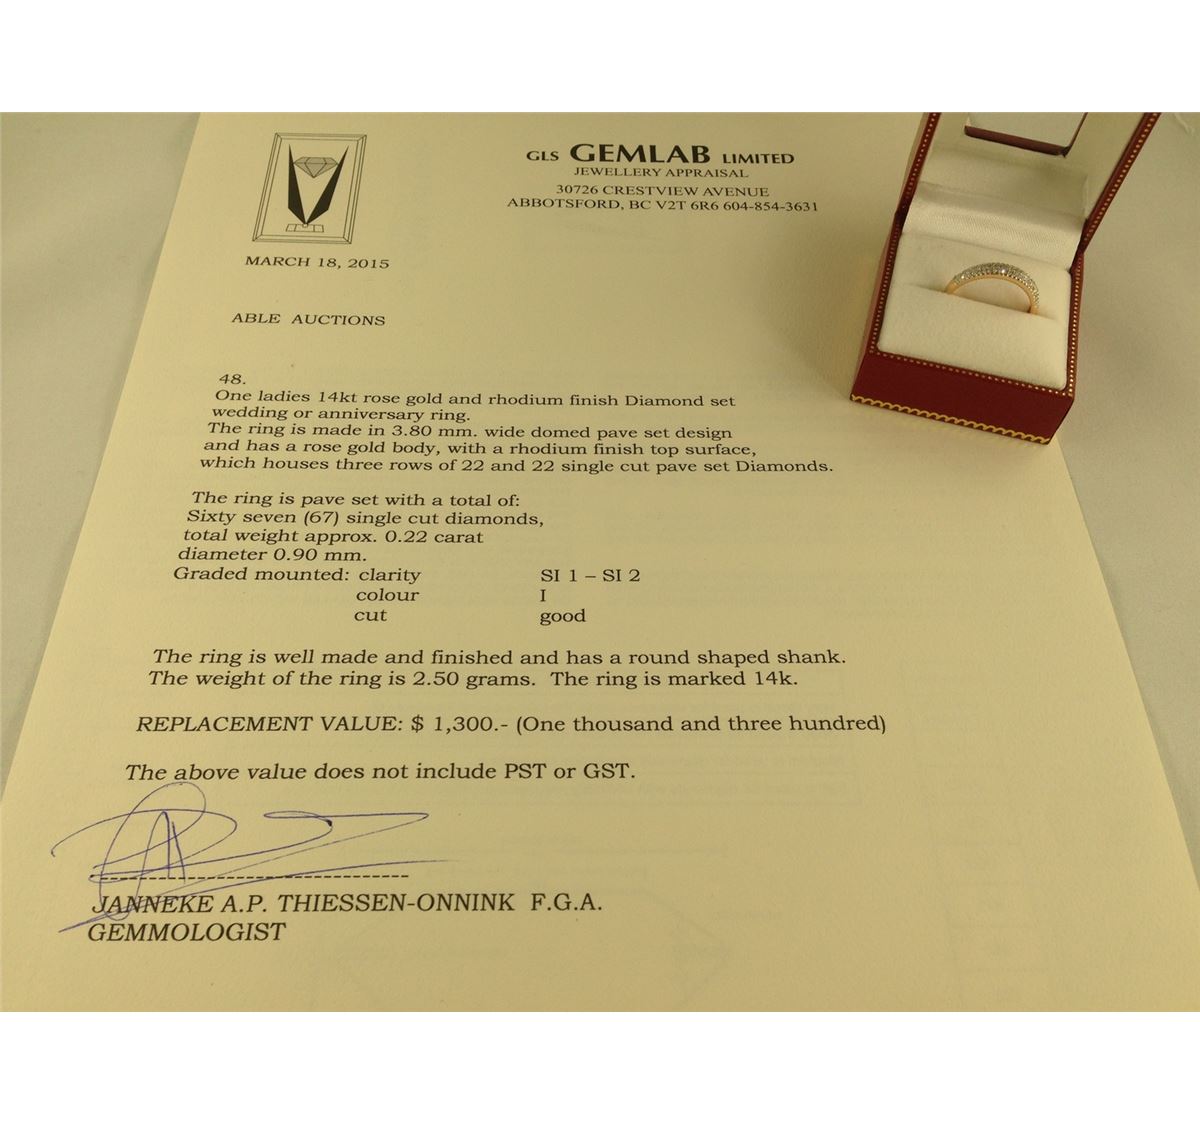 GLS GEMLAB LIMITED
JEWELLERY APPRAISAL
30726 CRESTVIEW AVENUE
ABBOTSFORD, BC V2T 6R6 604-854-3631
MARCH 18, 2015
ABLE AUCTIONS
48.
One ladies 14kt rose gold and rhodium finish Diamond set
wedding or anniversary ring.
The ring is made in 3.80 mm. wide domed pave set design
and has a rose gold body, with a rhodium finish top surface,
which houses three rows of 22 and 22 single cut pave set Diamonds.
The ring is pave set with a total of:
Sixty seven (67) single cut diamonds,
total weight approx. 0.22 carat
diameter 0.90 mm.
Graded mounted: clarity SI 1 – SI 2
colour I
cut good
The ring is well made and finished and has a round shaped shank.
The weight of the ring is 2.50 grams. The ring is marked 14k.
REPLACEMENT VALUE: $ 1,300.- (One thousand and three hundred)
The above value does not include PST or GST.
JANNEKE A.P. THIESSEN-ONNINK F.G.A.
GEMMOLOGIST